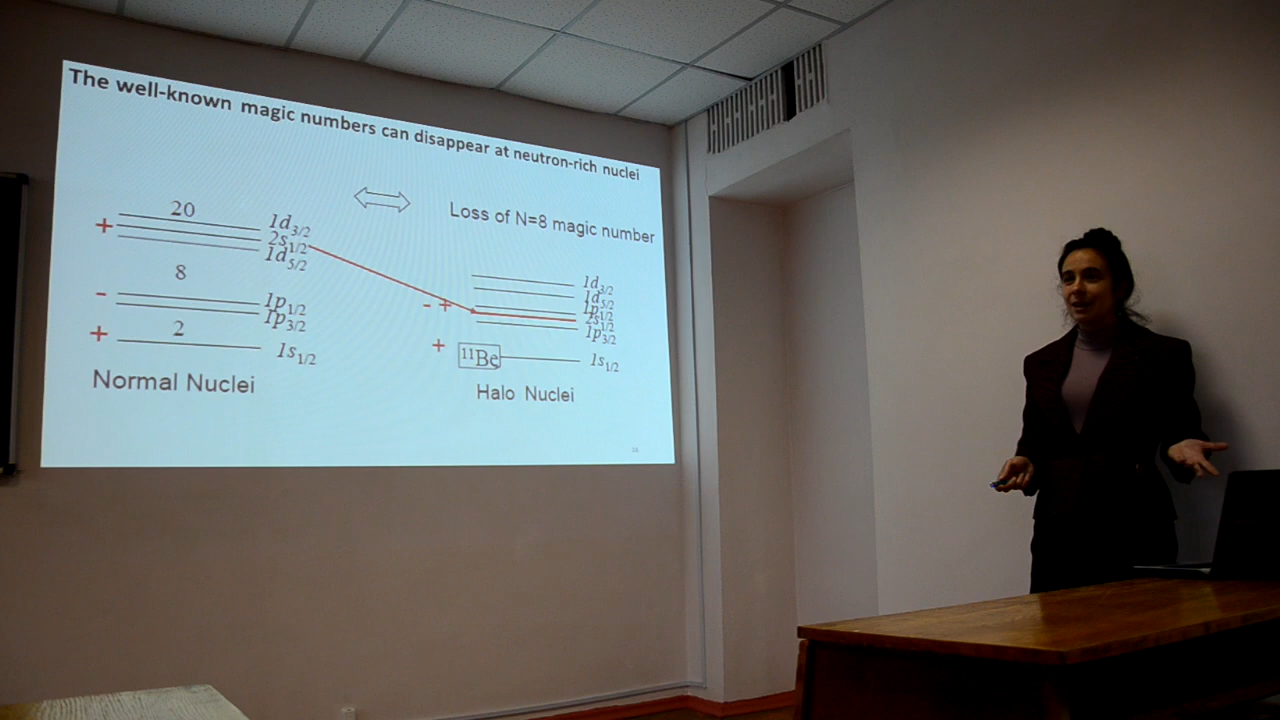 The well-known magic numbers can disappear at neutron-rich nuclei
Loss of N=8 magic number
20
+
1d3/2
2s1/2
1d5/2
8
-
1p1/2
1p3/2
+
2
1s1/2
Normal Nuclei
1d3/2
1d5/2
1p1/2
- +
2s1/2
1p3/2
+
11Be
1s1/2
Halo Nuclei